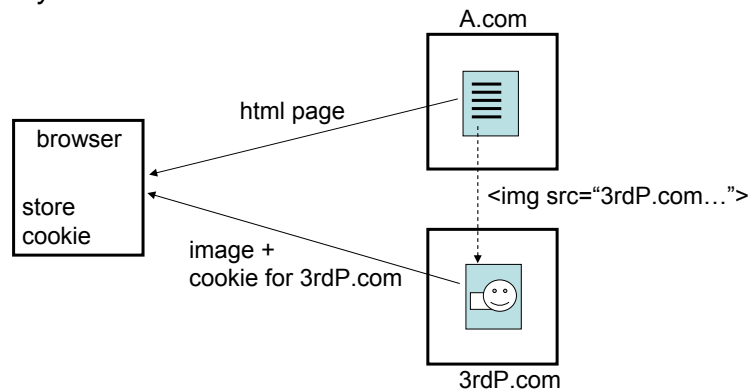 A.com
html page
browser
<img src=“3rdP.com…”>
store
cookie
image +
cookie for 3rdP.com
3rdP.com